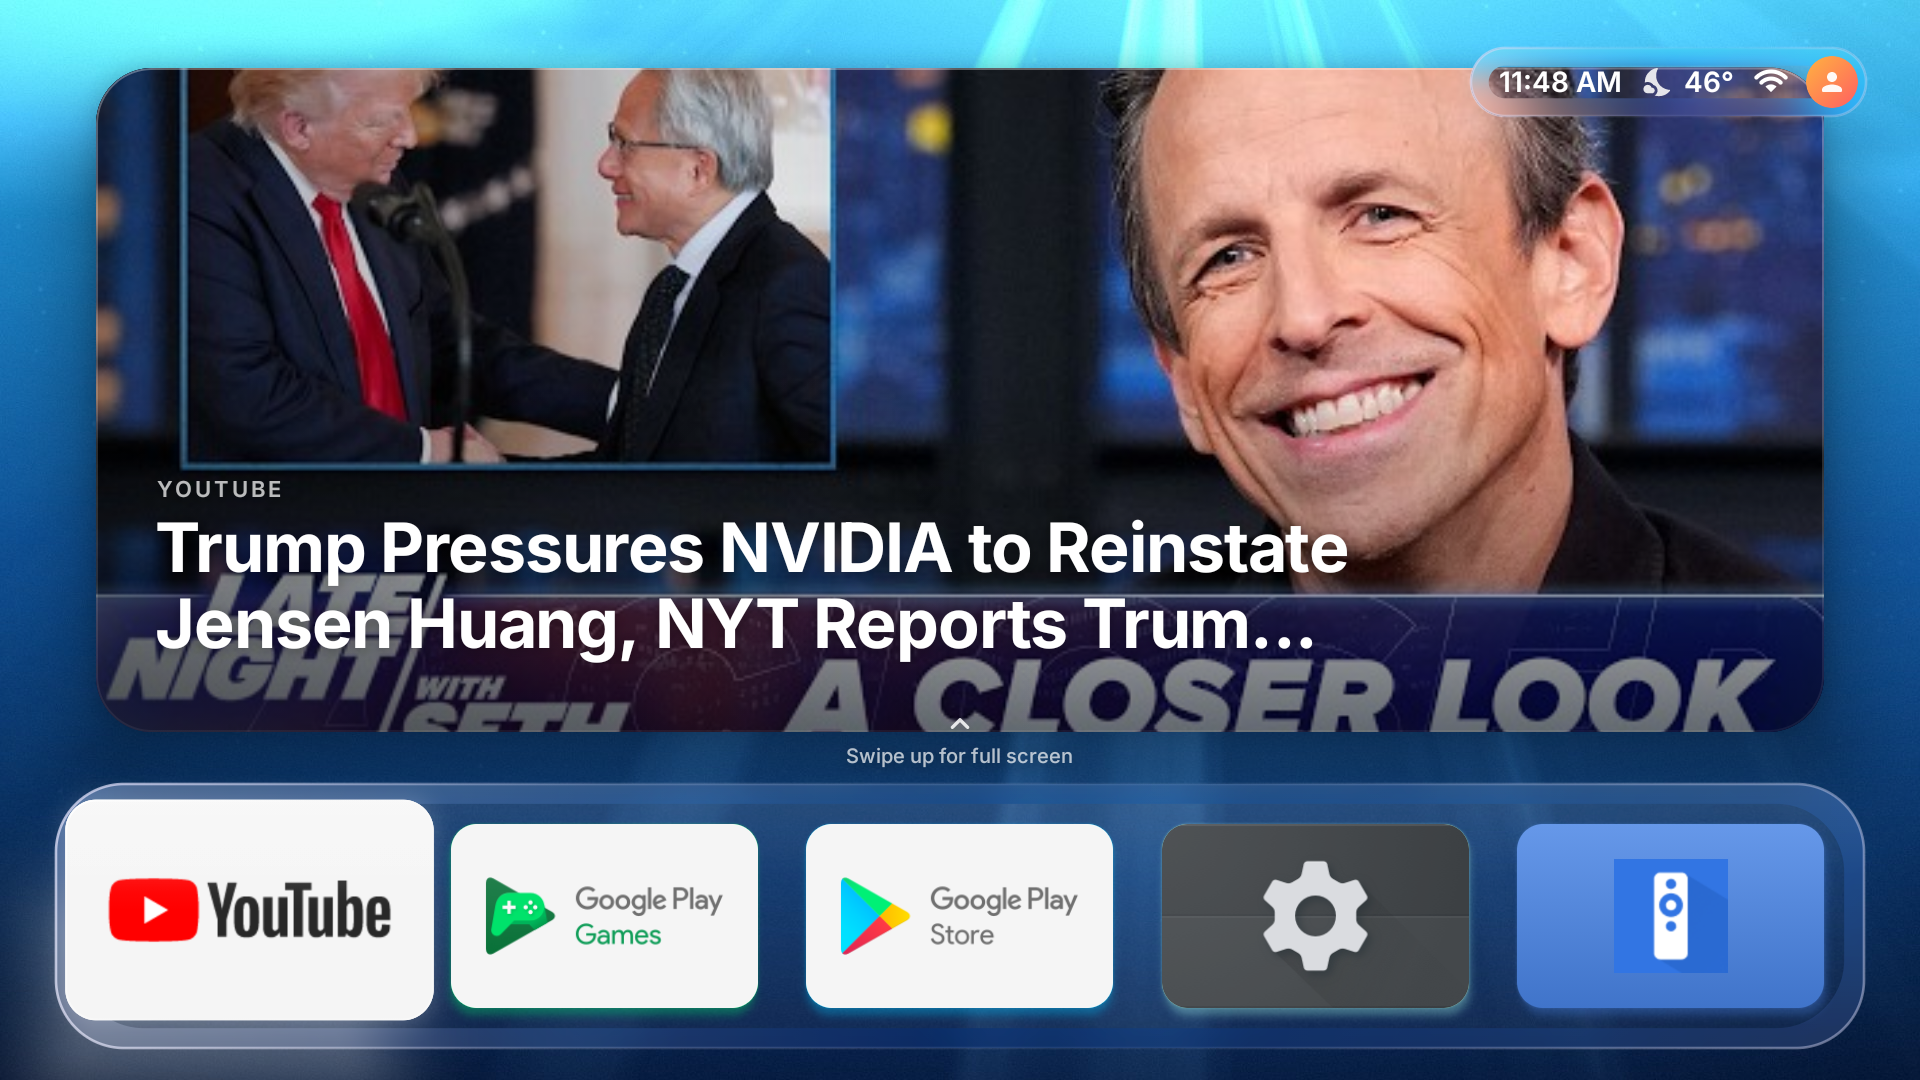 11:48 AM 46°
YOUTUBE
Trump Pressures NVIDIA to Reinstate
Jensen Huang, NYT Reports Trum...
LATE
NIGHT
WITH
SETH
A CLOSER LOOK
Swipe up for full screen
YouTube
Google Play
Games
Google Play
Store